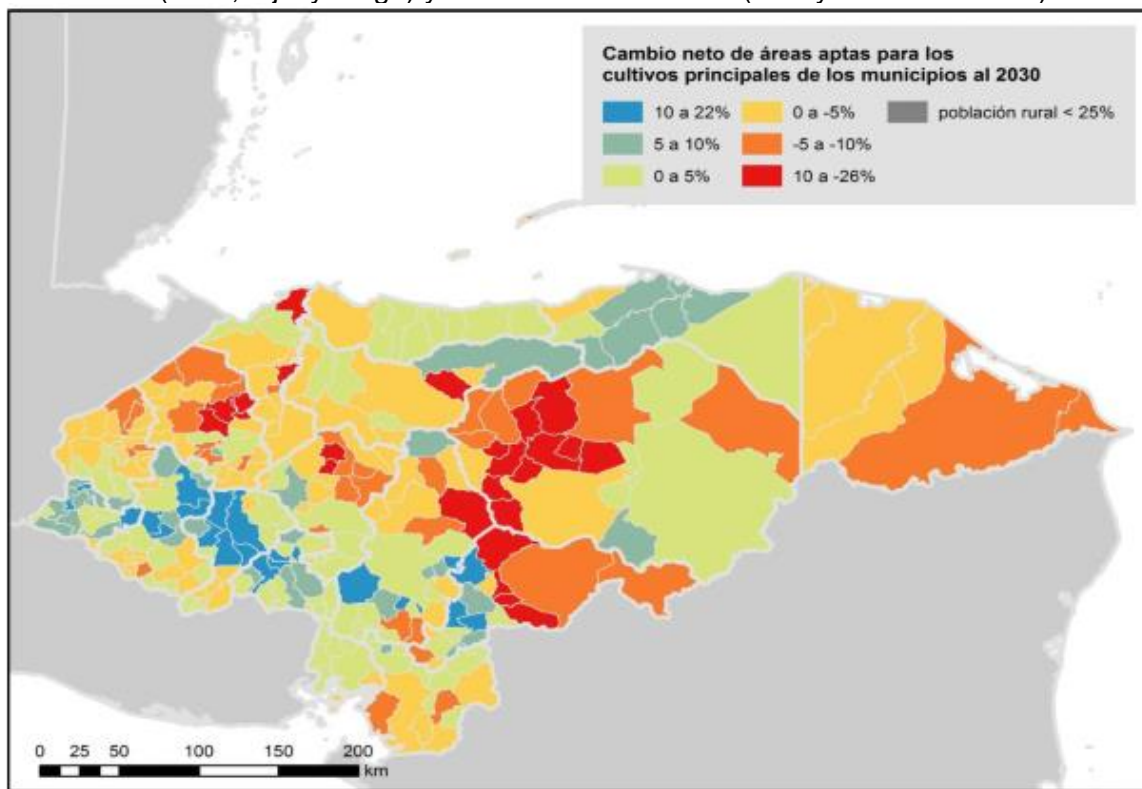 Cambio neto de áreas aptas para los
cultivos principales de los municipios al 2030
10 a 22%
0 a -5%
población rural < 25%
5 a 10%
-5 a -10%
0 a 5%
10 a -26%
0 25 50 100 150 200
km